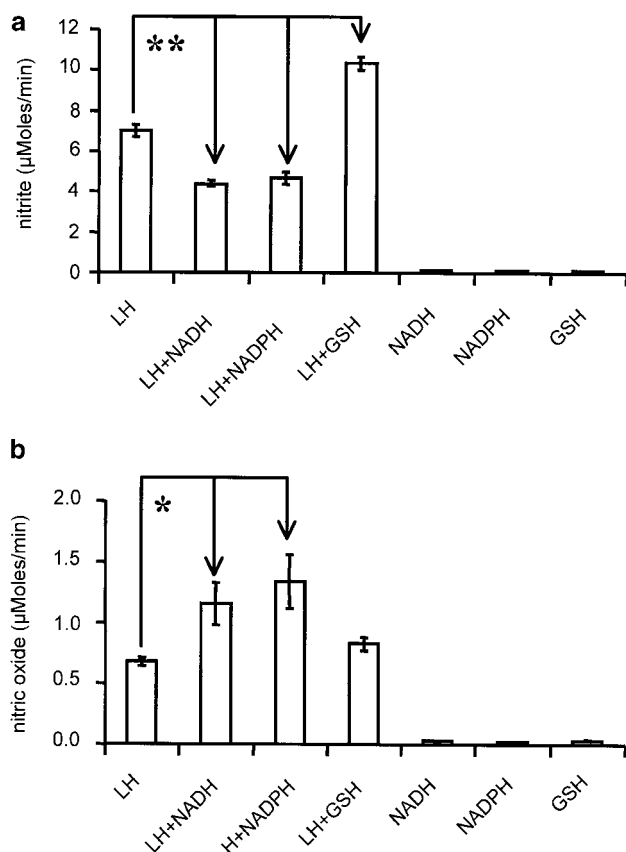 a
**
nitrite (µMoles/min)
12
10
8
6
4
2
0
LH
LH+NADH
LH+NADPH
LH+GSH
NADH
NADPH
GSH
b
*
nitric oxide (µMoles/min)
2.0
1.5
1.0
0.5
0.0
LH
LH+NADH
H+NADPH
LH+GSH
NADH
NADPH
GSH